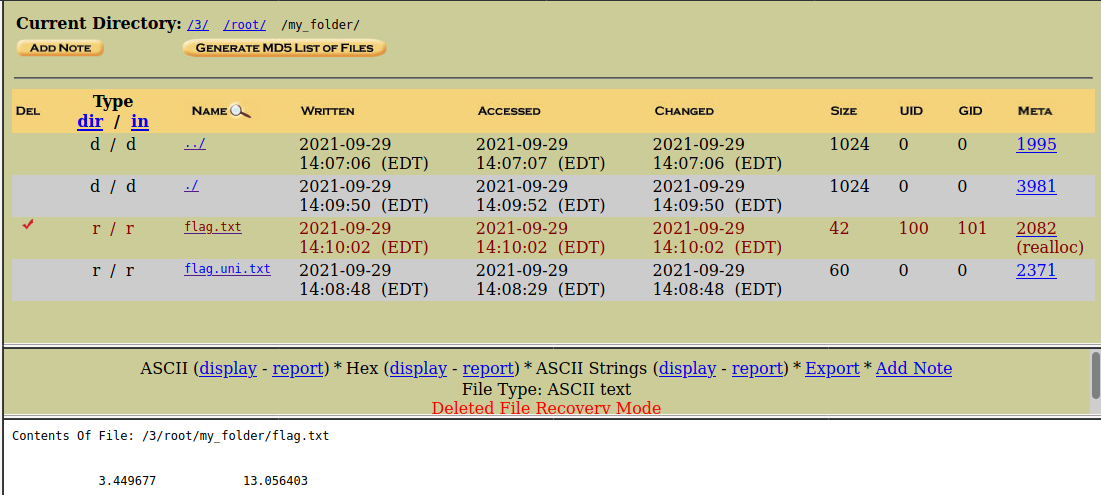 Current Directory: /3/ /root/ /my_folder/
ADD NOTE GENERATE MD5 LIST OF FILES
DEL Type dir / in NAME WRITTEN ACCESSED CHANGED SIZE UID GID META
d / d ../ 2021-09-29 14:07:06 (EDT) 2021-09-29 14:07:07 (EDT) 2021-09-29 14:07:06 (EDT) 1024 0 0 1995
d / d ./ 2021-09-29 14:09:50 (EDT) 2021-09-29 14:09:52 (EDT) 2021-09-29 14:09:50 (EDT) 1024 0 0 3981
r / r flag.txt 2021-09-29 14:10:02 (EDT) 2021-09-29 14:10:02 (EDT) 2021-09-29 14:10:02 (EDT) 42 100 101 2082 (realloc)
r / r flag.uni.txt 2021-09-29 14:08:48 (EDT) 2021-09-29 14:08:29 (EDT) 2021-09-29 14:08:48 (EDT) 60 0 0 2371
ASCII (display - report) * Hex (display - report) * ASCII Strings (display - report) * Export * Add Note
File Type: ASCII text
Deleted File Recovery Mode
Contents Of File: /3/root/my_folder/flag.txt
3.449677 13.056403